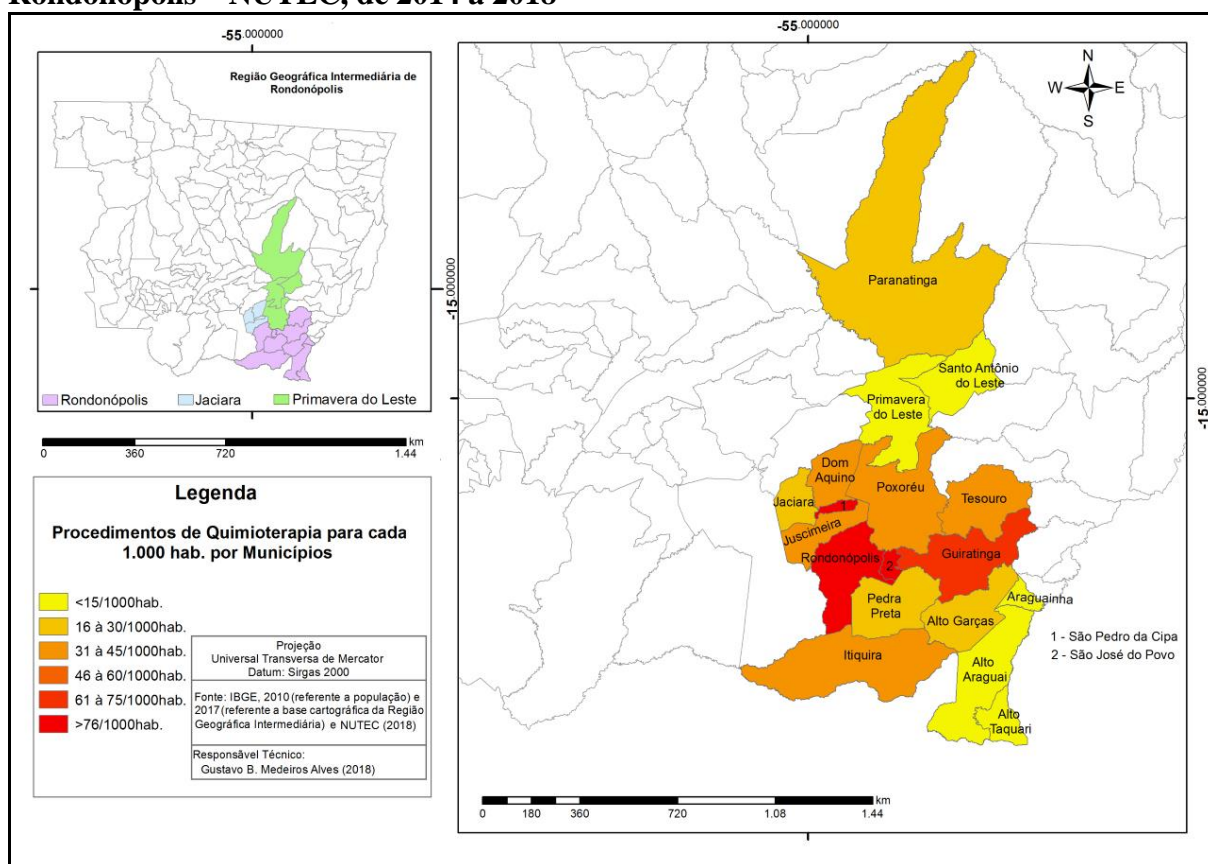 Rondonópolis – NUTEC, de 2014 a 2018
-55.000000
Região Geográfica Intermediária de
Rondonópolis
-15.000000
Rondonópolis
Jaciara
Primavera do Leste
km
0 360 720 1.44
Legenda
Procedimentos de Quimioterapia para cada
1.000 hab. por Municípios
<15/1000hab.
16 à 30/1000hab.
31 à 45/1000hab.
46 à 60/1000hab.
61 à 75/1000hab.
>76/1000hab.
Projeção
Universal Transversa de Mercator
Datum: Sirgas 2000
Fonte: IBGE, 2010 (referente a população) e
2017(referente a base cartográfica da Região
Geográfica Intermediária) e NUTEC (2018)
Responsável Técnico:
Gustavo B. Medeiros Alves (2018)
-55.000000
N
W E
S
-15.000000
Paranatinga
Santo Antônio
do Leste
Primavera
do Leste
Dom
Aquino
Jaciara
Poxoréu
Tesouro
1
Juscimeira
Rondonópolis
2
Guiratinga
Pedra
Preta
Alto Garças
Araguainha
Itiquira
Alto
Araguai
Alto
Taquari
1 - São Pedro da Cipa
2 - São José do Povo
km
0 180 360 720 1.08 1.44